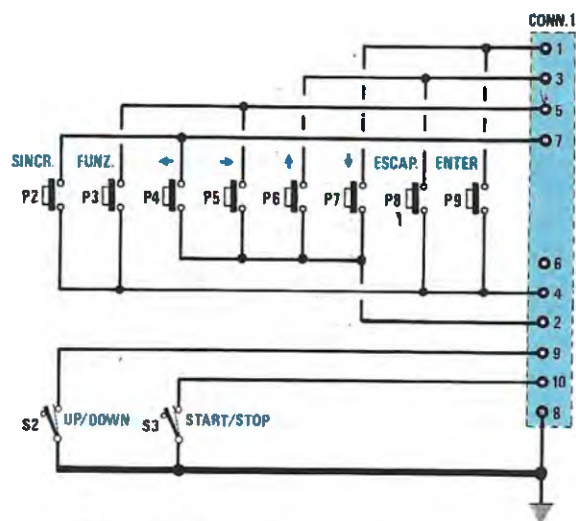 CONN.1
1
3
5
7
SINCR. FUNZ. ← → ↑ ↓ ESCAP. ENTER
P2 P3 P4 P5 P6 P7 P8 P9
6
4
2
9
10
S2 UP/DOWN S3 START/STOP 8